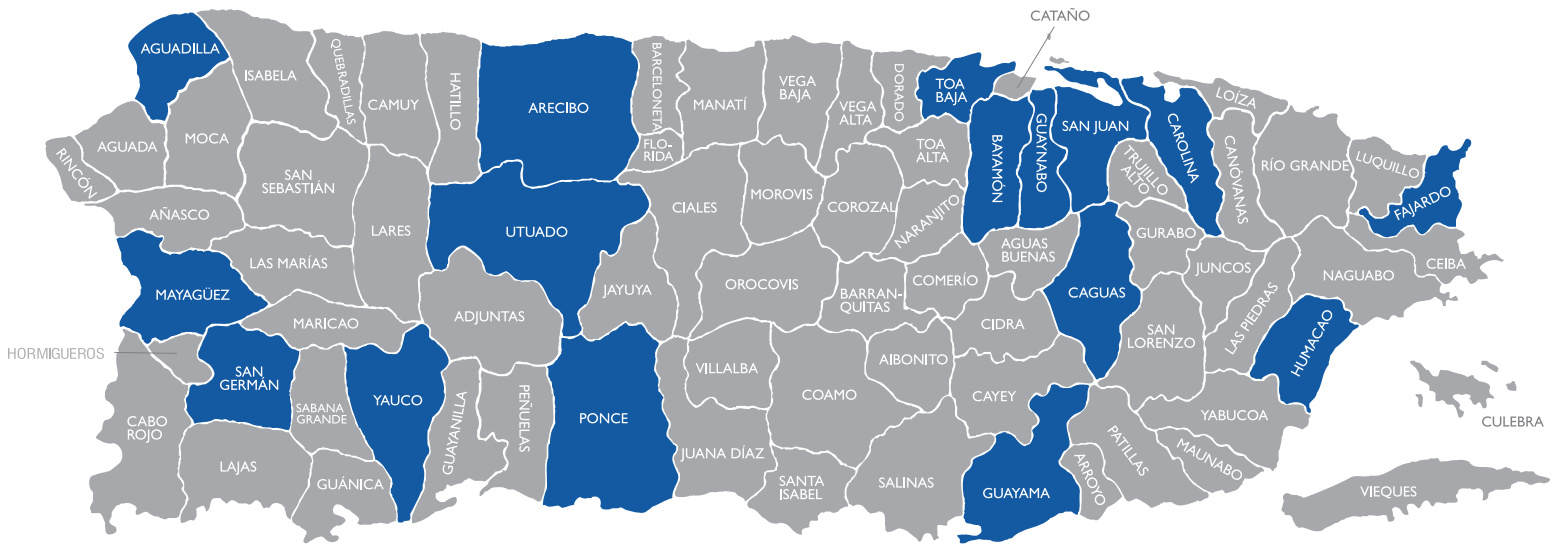 CATAÑO
AGUADILLA
ISABELA
QUEBRADILLAS
CAMUY
HATILLO
ARECIBO
BARCELONETA
MANATÍ
VEGA
BAJA
VEGA
ALTA
DORADO
TOA
BAJA
LOÍZA
RINCÓN
AGUADA
MOCA
SAN
SEBASTIÁN
FLO-
RIDA
TOA
ALTA
BAYAMÓN
GUAYNABO
SAN JUAN
TRUJILLO
ALTO
CAROLINA
CANÓVANAS
RÍO GRANDE
LUQUILLO
FAJARDO
AÑASCO
LARES
UTUADO
CIALES
MOROVIS
COROZAL
NARANJITO
AGUAS
BUENAS
GURABO
CEIBA
MAYAGÜEZ
LAS MARÍAS
JAYUYA
OROCOVIS
BARRAN-
QUITAS
COMERÍO
CAGUAS
JUNCOS
LAS PIEDRAS
NAGUABO
HORMIGUEROS
MARICAO
ADJUNTAS
CIDRA
SAN
LORENZO
HUMACAO
SAN
GERMÁN
SABANA
GRANDE
YAUCO
GUAYANILLA
PEÑUELAS
PONCE
VILLALBA
COAMO
AIBONITO
CAYEY
YABUCOA
CULEBRA
CABO
ROJO
LAJAS
GUÁNICA
JUANA DÍAZ
SANTA
ISABEL
SALINAS
GUAYAMA
ARROYO
PATILLAS
MAUNABO
VIEQUES